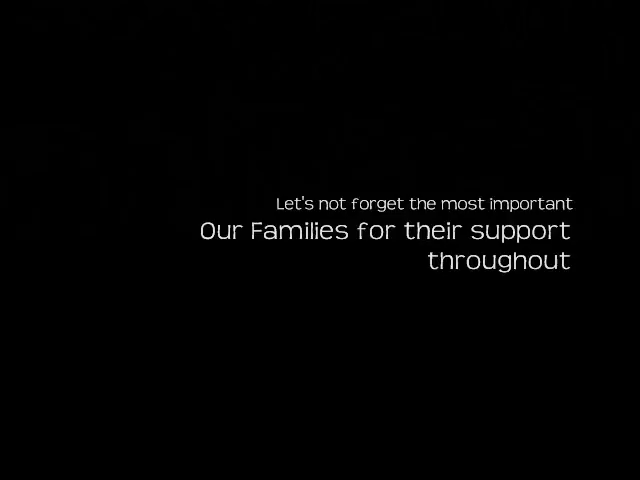 Let's not forget the most important
Our Families for their support
throughout